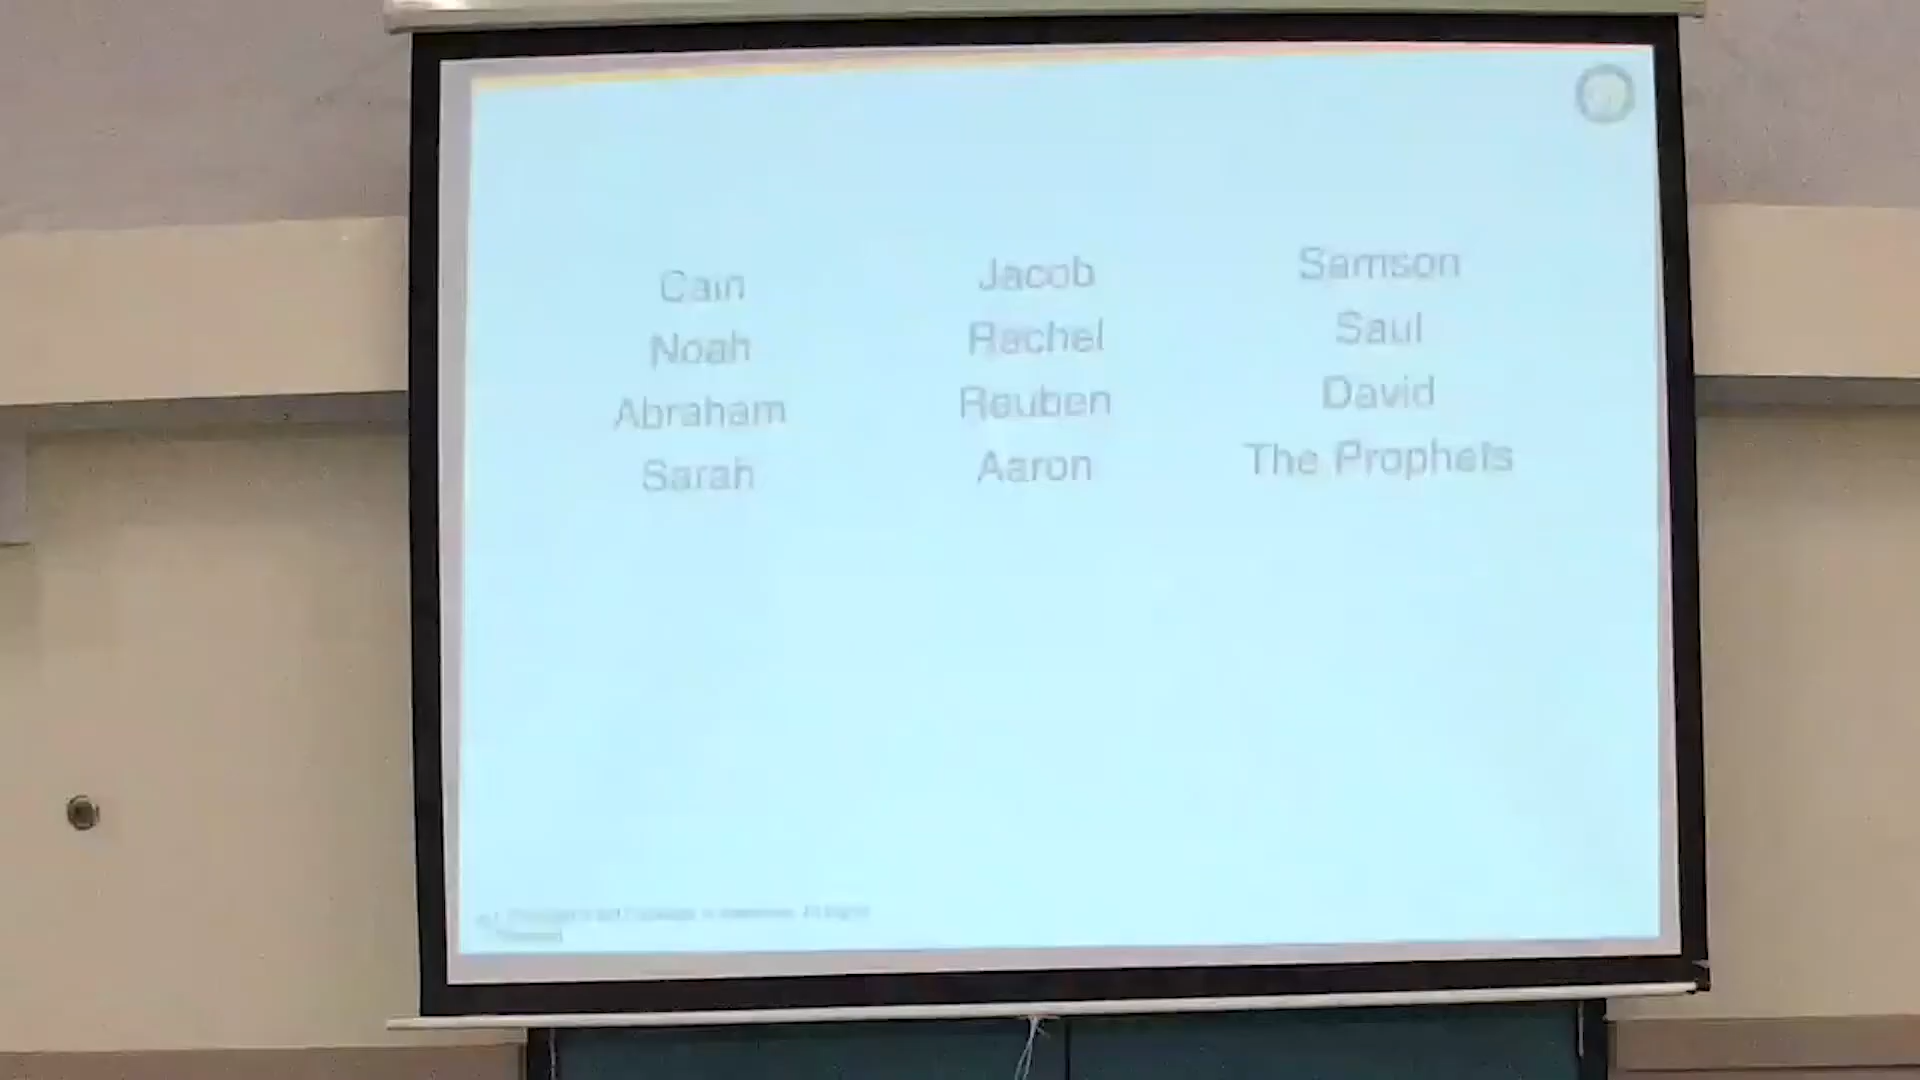 Cain
Noah
Abraham
Sarah
Jacob
Rachel
Reuben
Aaron
Samson
Saul
David
The Prophets